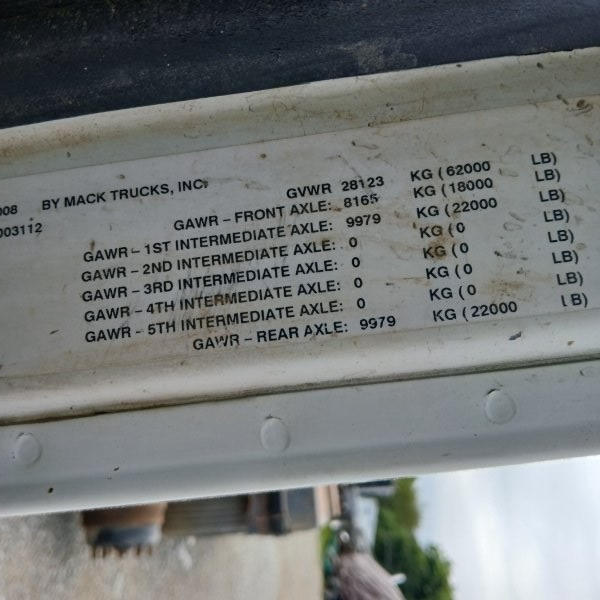 008 BY MACK TRUCKS, INC.
003112 GVWR 28123 KG (62000 LB)
GAWR – FRONT AXLE: 8165 KG (18000 LB)
GAWR – 1ST INTERMEDIATE AXLE: 9979 KG (22000 LB)
GAWR – 2ND INTERMEDIATE AXLE: 0 KG (0 LB)
GAWR – 3RD INTERMEDIATE AXLE: 0 KG (0 LB)
GAWR – 4TH INTERMEDIATE AXLE: 0 KG (0 LB)
GAWR – 5TH INTERMEDIATE AXLE: 0 KG (0 LB)
GAWR – REAR AXLE: 9979 KG (22000 LB)